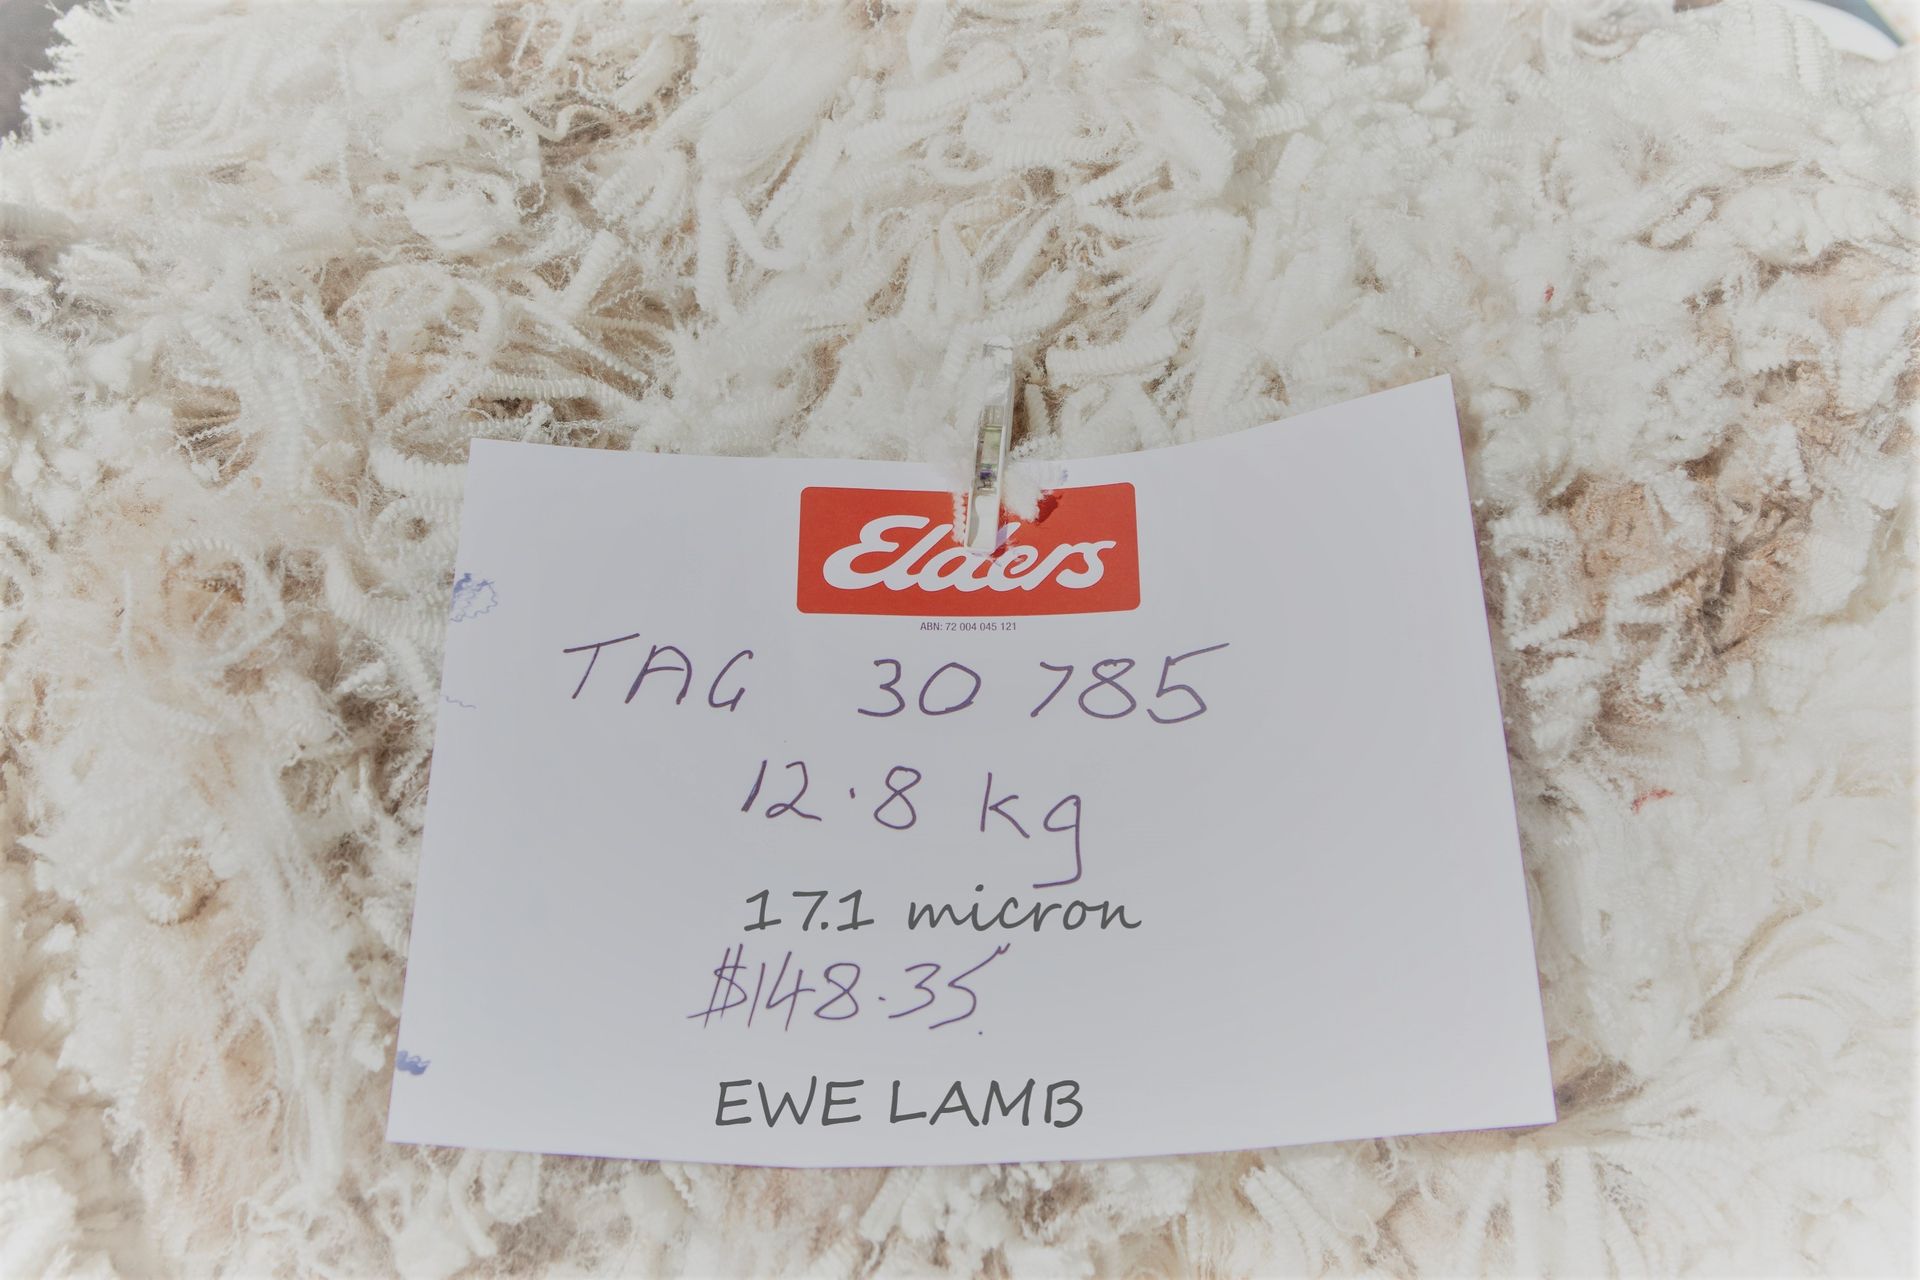 Elders
ABN: 72 004 045 121
TAG 30 785
12.8 kg
17.1 micron
$148.35
EWE LAMB